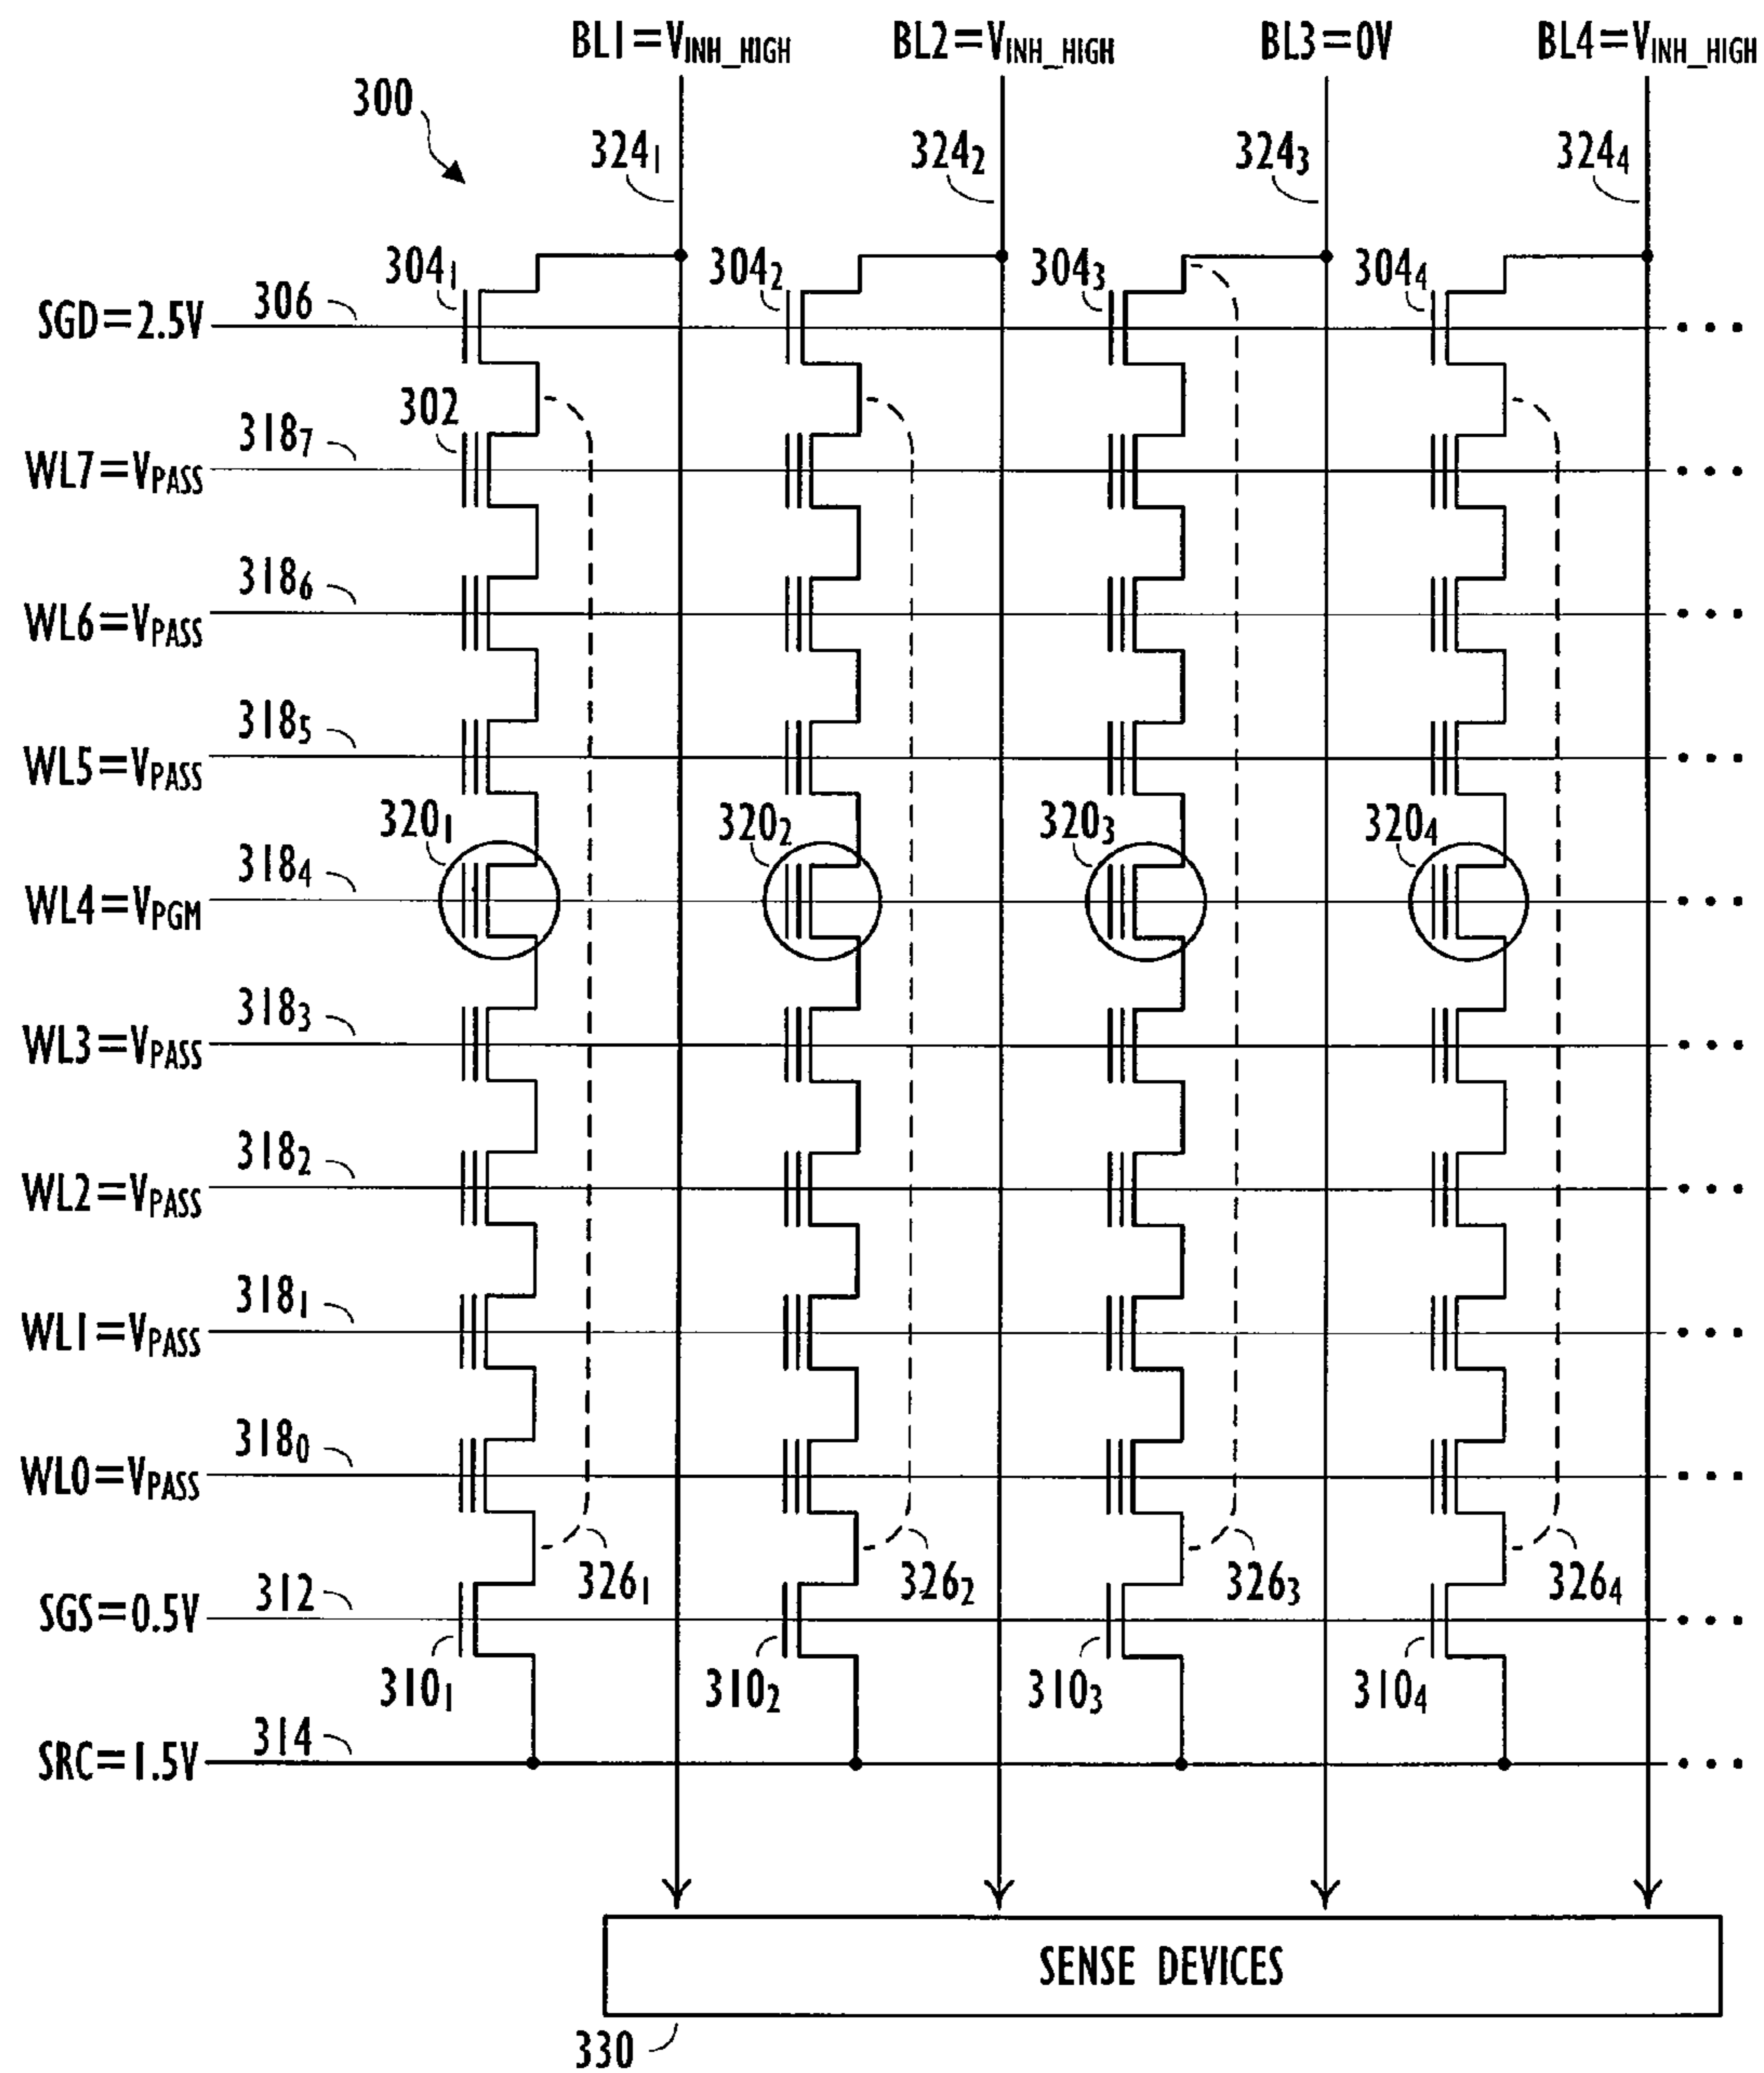 BL1=VINH_HIGH BL2=VINH_HIGH BL3=0V BL4=VINH_HIGH
300
324₁ 324₂ 324₃ 324₄
304₁ 304₂ 304₃ 304₄
SGD=2.5V 306
302
WL7=VPASS 318₇
WL6=VPASS 318₆
WL5=VPASS 318₅
320₁ 320₂ 320₃ 320₄
WL4=VPGM 318₄
WL3=VPASS 318₃
WL2=VPASS 318₂
WL1=VPASS 318₁
WL0=VPASS 318₀
326₁ 326₂ 326₃ 326₄
SGS=0.5V 312
310₁ 310₂ 310₃ 310₄
SRC=1.5V 314
SENSE DEVICES
330